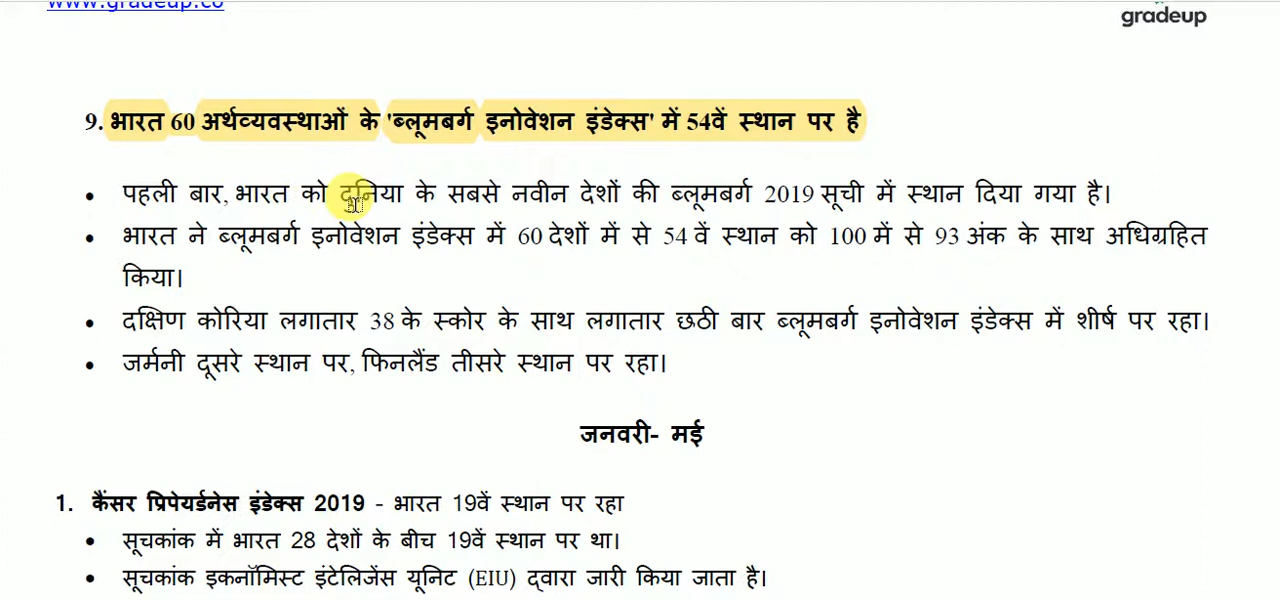 www.gradeup.co
gradeup
9. भारत 60 अर्थव्यवस्थाओं के 'ब्लूमबर्ग इनोवेशन इंडेक्स' में 54वें स्थान पर है
• पहली बार, भारत को दुनिया के सबसे नवीन देशों की ब्लूमबर्ग 2019 सूची में स्थान दिया गया है।
• भारत ने ब्लूमबर्ग इनोवेशन इंडेक्स में 60 देशों में से 54 वें स्थान को 100 में से 93 अंक के साथ अधिग्रहित
किया।
• दक्षिण कोरिया लगातार 38 के स्कोर के साथ लगातार छठी बार ब्लूमबर्ग इनोवेशन इंडेक्स में शीर्ष पर रहा।
• जर्मनी दूसरे स्थान पर, फिनलैंड तीसरे स्थान पर रहा।
जनवरी- मई
1. कैंसर प्रिपेयर्डनेस इंडेक्स 2019 - भारत 19वें स्थान पर रहा
• सूचकांक में भारत 28 देशों के बीच 19वें स्थान पर था।
• सूचकांक इकनॉमिस्ट इंटेलिजेंस यूनिट (EIU) द्वारा जारी किया जाता है।